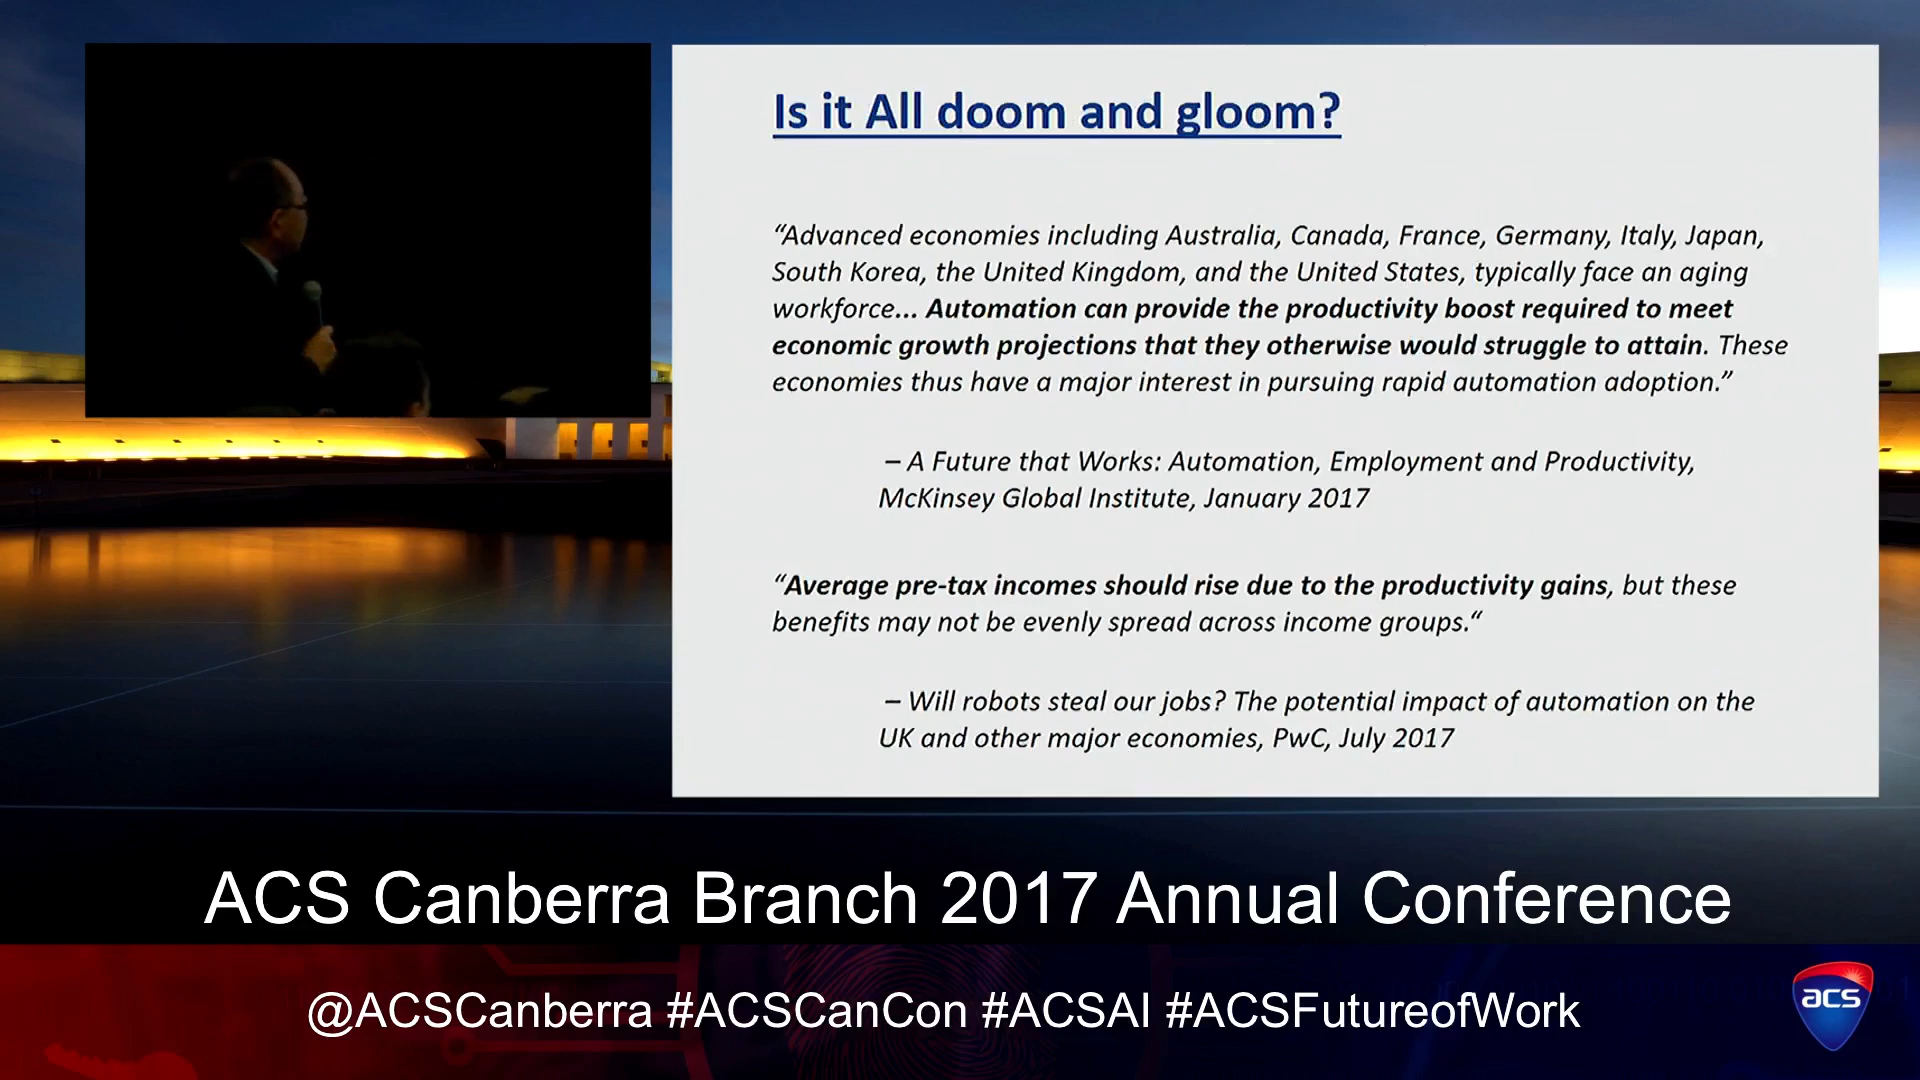 Is it All doom and gloom?
“Advanced economies including Australia, Canada, France, Germany, Italy, Japan,
South Korea, the United Kingdom, and the United States, typically face an aging
workforce... Automation can provide the productivity boost required to meet
economic growth projections that they otherwise would struggle to attain. These
economies thus have a major interest in pursuing rapid automation adoption.”
– A Future that Works: Automation, Employment and Productivity,
McKinsey Global Institute, January 2017
“Average pre-tax incomes should rise due to the productivity gains, but these
benefits may not be evenly spread across income groups.“
– Will robots steal our jobs? The potential impact of automation on the
UK and other major economies, PwC, July 2017
ACS Canberra Branch 2017 Annual Conference
@ACSCanberra #ACSCanCon #ACSAI #ACSFutureofWork
acs